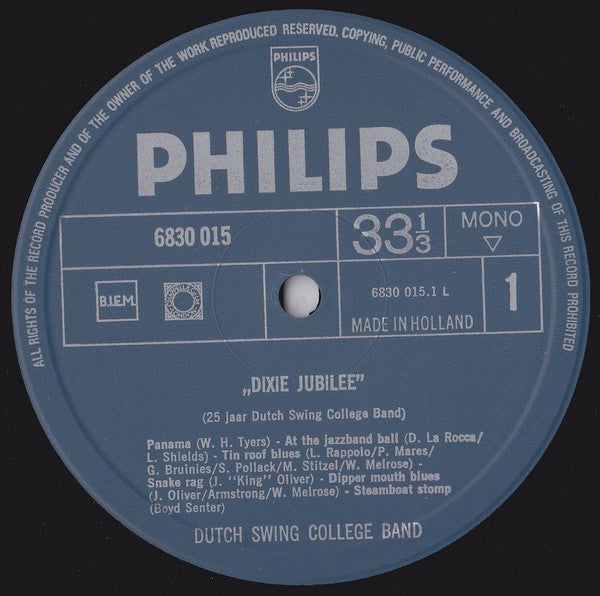 ALL RIGHTS OF THE RECORD PRODUCER AND OF THE OWNER OF THE WORK REPRODUCED RESERVED. COPYING, PUBLIC PERFORMANCE AND BROADCASTING OF THIS RECORD PROHIBITED
PHILIPS
PHILIPS
6830 015
33 1/3
MONO
B.I.E.M.
6830 015.1 L
1
MADE IN HOLLAND
„DIXIE JUBILEE”
(25 jaar Dutch Swing College Band)
Panama (W. H. Tyers) - At the jazzband ball (D. La Rocca/
L. Shields) - Tin roof blues (L. Rappolo/P. Mares/
G. Bruinies/S. Pollack/M. Stitzel/W. Melrose) -
Snake rag (J. "King" Oliver) - Dipper mouth blues
(J. Oliver/Armstrong/W. Melrose) - Steamboat stomp
(Boyd Senter)
DUTCH SWING COLLEGE BAND